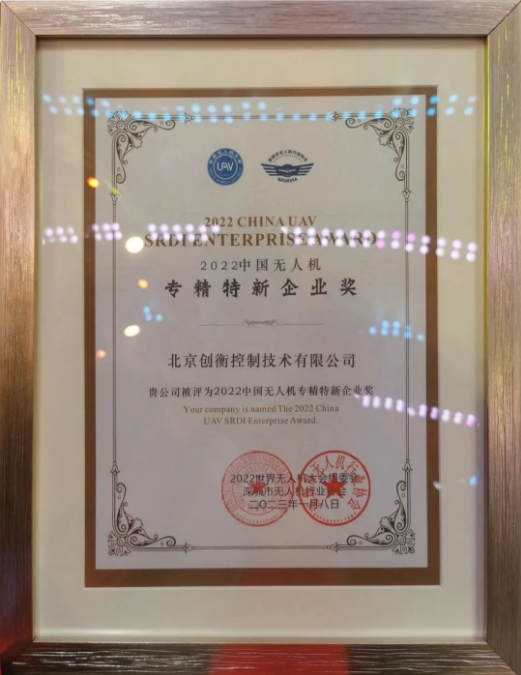 UAV
2022 CHINA UAV
SRDI ENTERPRISE AWARD
2022中国无人机
专精特新企业奖
北京创衡控制技术有限公司
贵公司被评为2022中国无人机专精特新企业奖
Your company is named The 2022 China
UAV SRDI Enterprise Award.
2022世界无人机大会组委会
深圳市无人机行业协会
二〇二三年一月八日